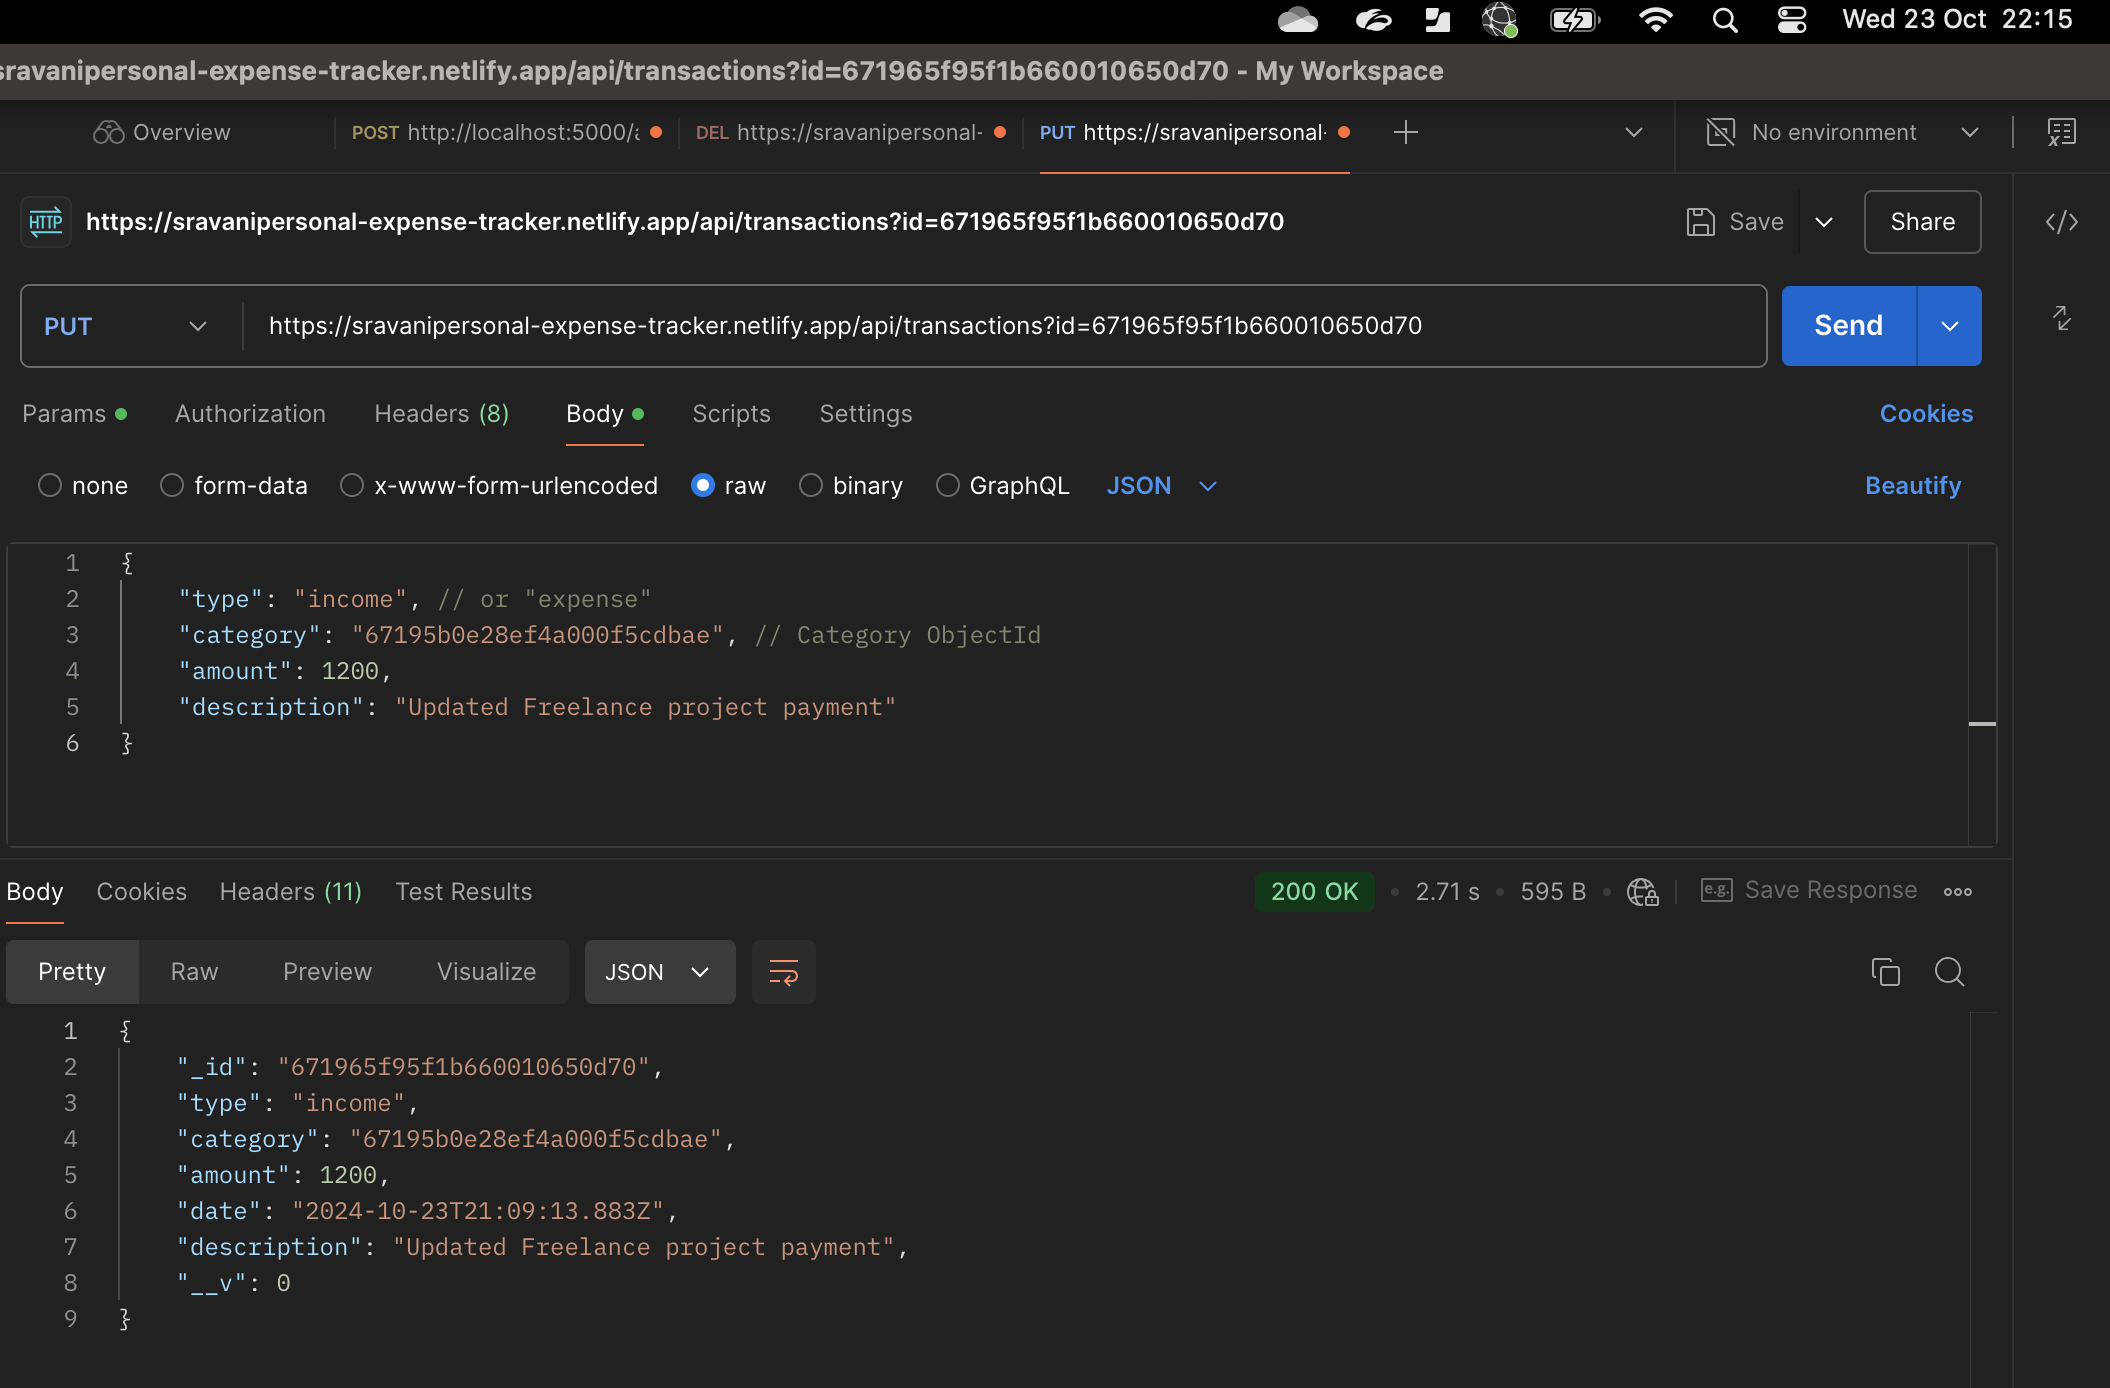 Wed 23 Oct 22:15
sravanipersonal-expense-tracker.netlify.app/api/transactions?id=671965f95f1b660010650d70 - My Workspace
Overview POST http://localhost:5000/a DEL https://sravanipersonal- PUT https://sravanipersonal- No environment
HTTP https://sravanipersonal-expense-tracker.netlify.app/api/transactions?id=671965f95f1b660010650d70 Save Share
PUT https://sravanipersonal-expense-tracker.netlify.app/api/transactions?id=671965f95f1b660010650d70 Send
Params Authorization Headers (8) Body Scripts Settings Cookies
none form-data x-www-form-urlencoded raw binary GraphQL JSON Beautify
1 {
2 "type": "income", // or "expense"
3 "category": "67195b0e28ef4a000f5cdbae", // Category ObjectId
4 "amount": 1200,
5 "description": "Updated Freelance project payment"
6 }
Body Cookies Headers (11) Test Results 200 OK 2.71 s 595 B e.g. Save Response
Pretty Raw Preview Visualize JSON
1 {
2 "_id": "671965f95f1b660010650d70",
3 "type": "income",
4 "category": "67195b0e28ef4a000f5cdbae",
5 "amount": 1200,
6 "date": "2024-10-23T21:09:13.883Z",
7 "description": "Updated Freelance project payment",
8 "__v": 0
9 }